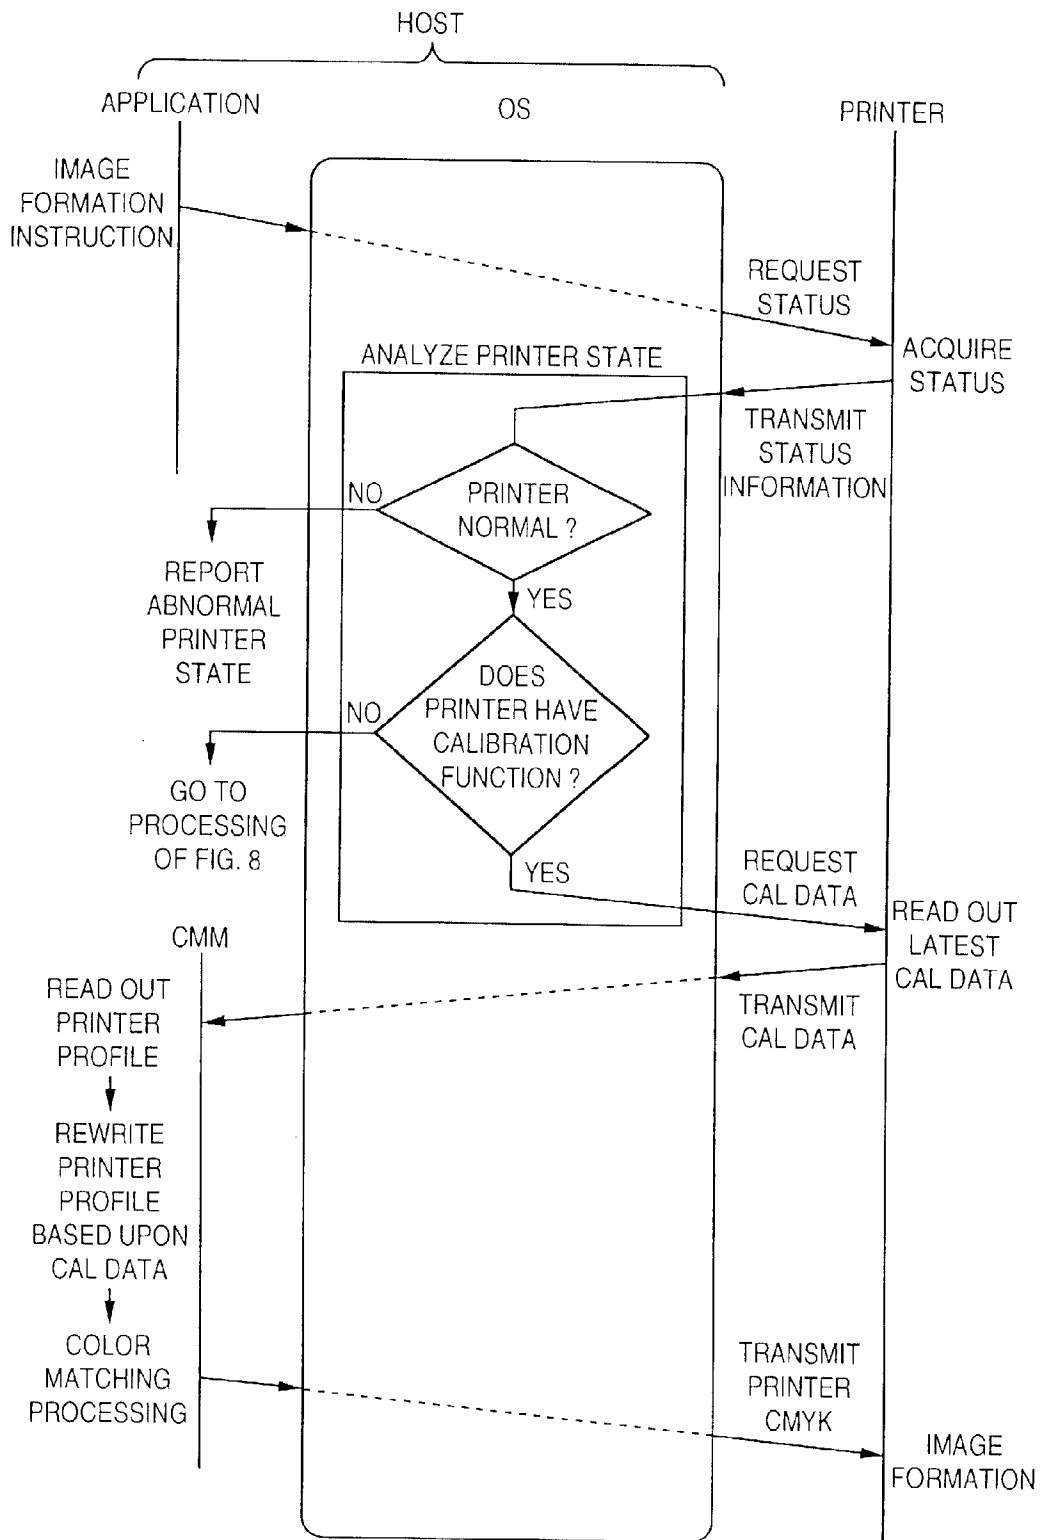 HOST
APPLICATION
OS
PRINTER
IMAGE
FORMATION
INSTRUCTION
REQUEST
STATUS
ACQUIRE
STATUS
ANALYZE PRINTER STATE
TRANSMIT
STATUS
INFORMATION
NO
PRINTER
NORMAL ?
REPORT
ABNORMAL
PRINTER
STATE
YES
NO
DOES
PRINTER HAVE
CALIBRATION
FUNCTION ?
GO TO
PROCESSING
OF FIG. 8
YES
REQUEST
CAL DATA
READ OUT
LATEST
CAL DATA
CMM
READ OUT
PRINTER
PROFILE
TRANSMIT
CAL DATA
REWRITE
PRINTER
PROFILE
BASED UPON
CAL DATA
COLOR
MATCHING
PROCESSING
TRANSMIT
PRINTER
CMYK
IMAGE
FORMATION